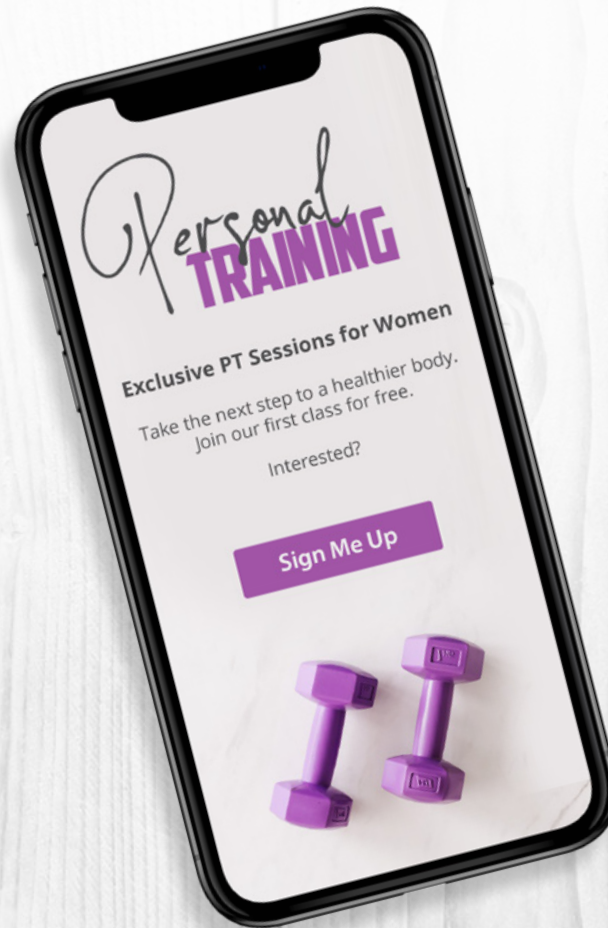 Personal
TRAINING
Exclusive PT Sessions for Women
Take the next step to a healthier body.
Join our first class for free.
Interested?
Sign Me Up